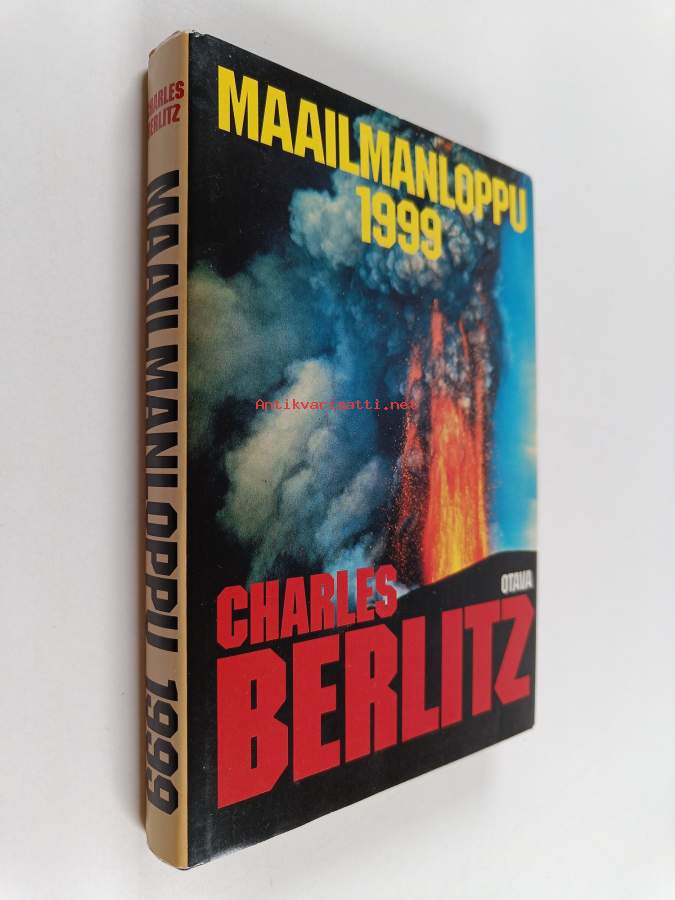 CHARLES
BERLITZ
MAAILMANLOPPU 1999
MAAILMANLOPPU
1999
Antikvariaatti.net
CHARLES
OTAVA
BERLITZ